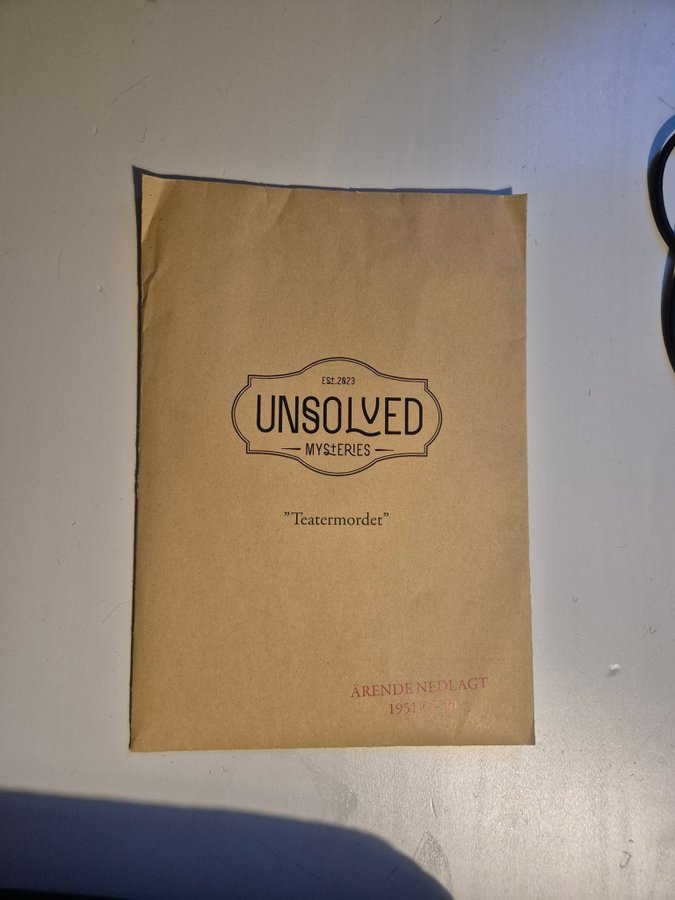 EST.2023
UNSOLVED
MYSTERIES
”Teatermordet”
ÄRENDE NEDLAGT